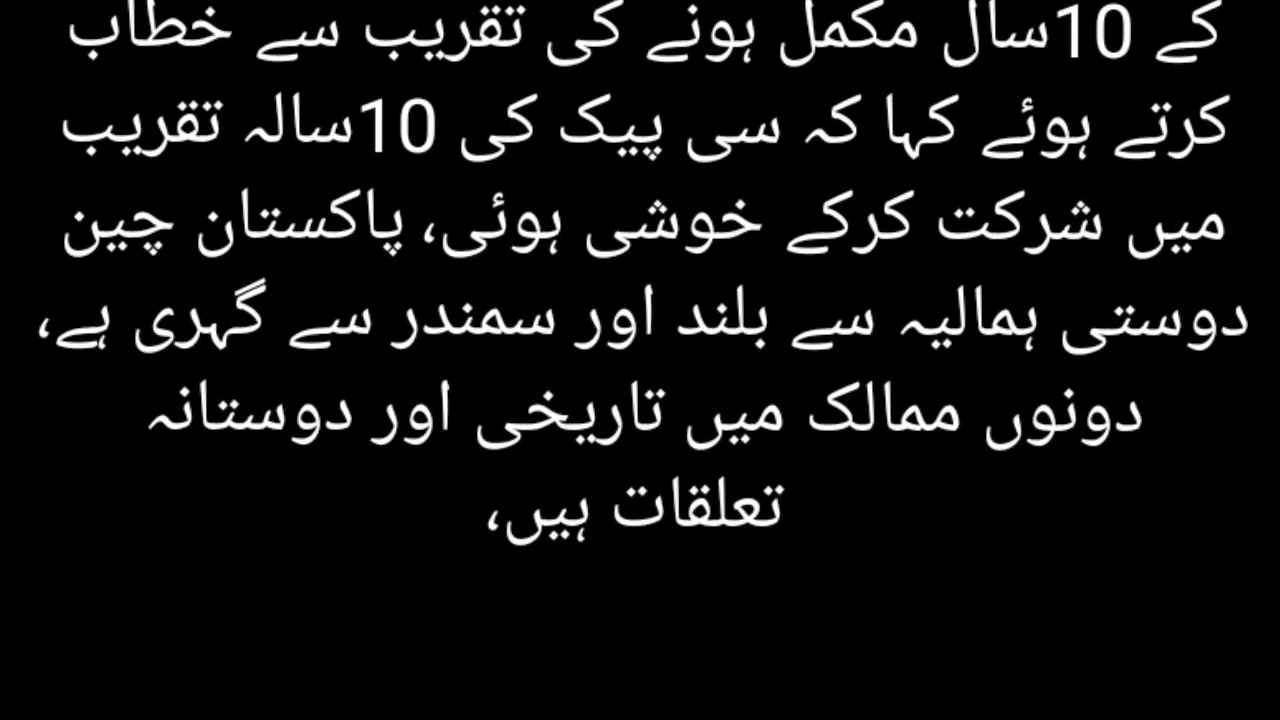 کے 10سال مکمل ہونے کی تقریب سے خطاب
کرتے ہوئے کہا کہ سی پیک کی 10سالہ تقریب
میں شرکت کرکے خوشی ہوئی، پاکستان چین
دوستی ہمالیہ سے بلند اور سمندر سے گہری ہے،
دونوں ممالک میں تاریخی اور دوستانہ
تعلقات ہیں،